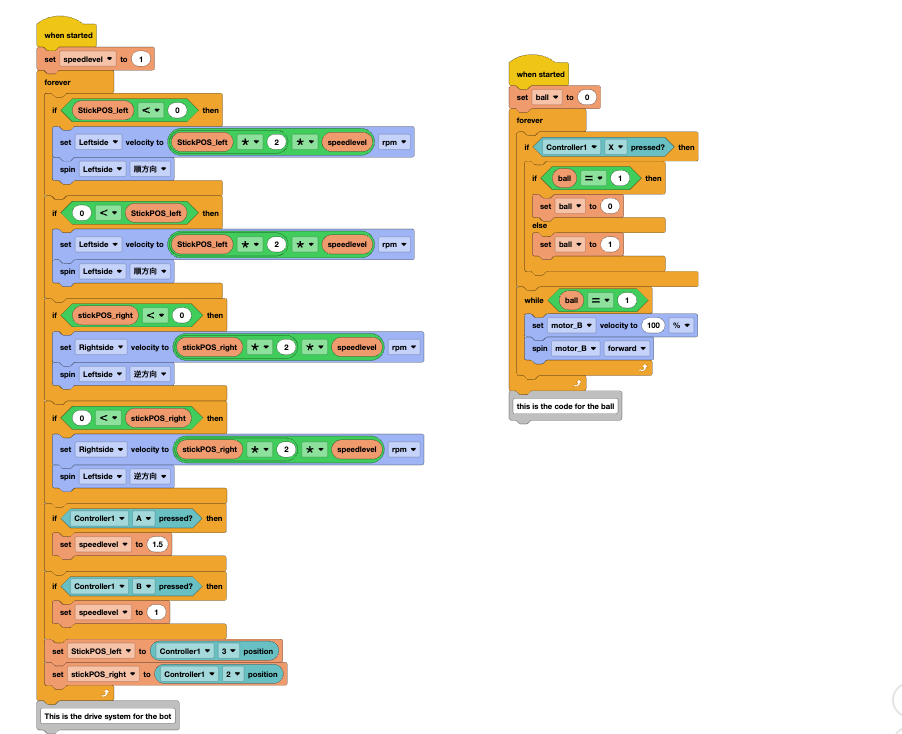 when started
set speedlevel to 1
forever
if StickPOS_left < 0 then
set Leftside velocity to StickPOS_left * 2 * speedlevel rpm
spin Leftside 順方向
if 0 < StickPOS_left then
set Leftside velocity to StickPOS_left * 2 * speedlevel rpm
spin Leftside 順方向
if stickPOS_right < 0 then
set Rightside velocity to stickPOS_right * 2 * speedlevel rpm
spin Leftside 逆方向
if 0 < stickPOS_right then
set Rightside velocity to stickPOS_right * 2 * speedlevel rpm
spin Leftside 逆方向
if Controller1 A pressed? then
set speedlevel to 1.5
if Controller1 B pressed? then
set speedlevel to 1
set StickPOS_left to Controller1 3 position
set stickPOS_right to Controller1 2 position
This is the drive system for the bot
when started
set ball to 0
forever
if Controller1 X pressed? then
if ball = 1 then
set ball to 0
else
set ball to 1
while ball = 1
set motor_B velocity to 100 %
spin motor_B forward
this is the code for the ball